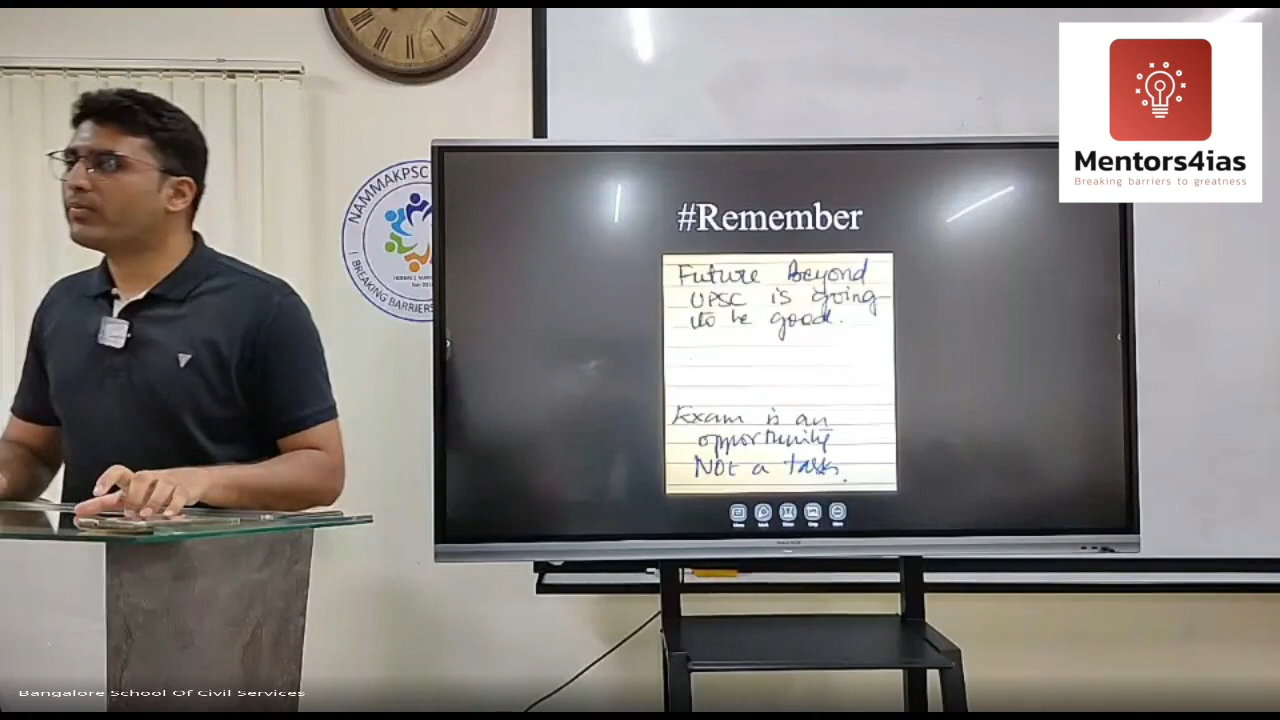 Mentors4ias
Breaking barriers to greatness
NAMMAKPSC
BREAKING BARRIERS
#Remember
Future Beyond
UPSC is going
to be good.
Exam is an
opportunity
NOt a task.
Bangalore School Of Civil Services